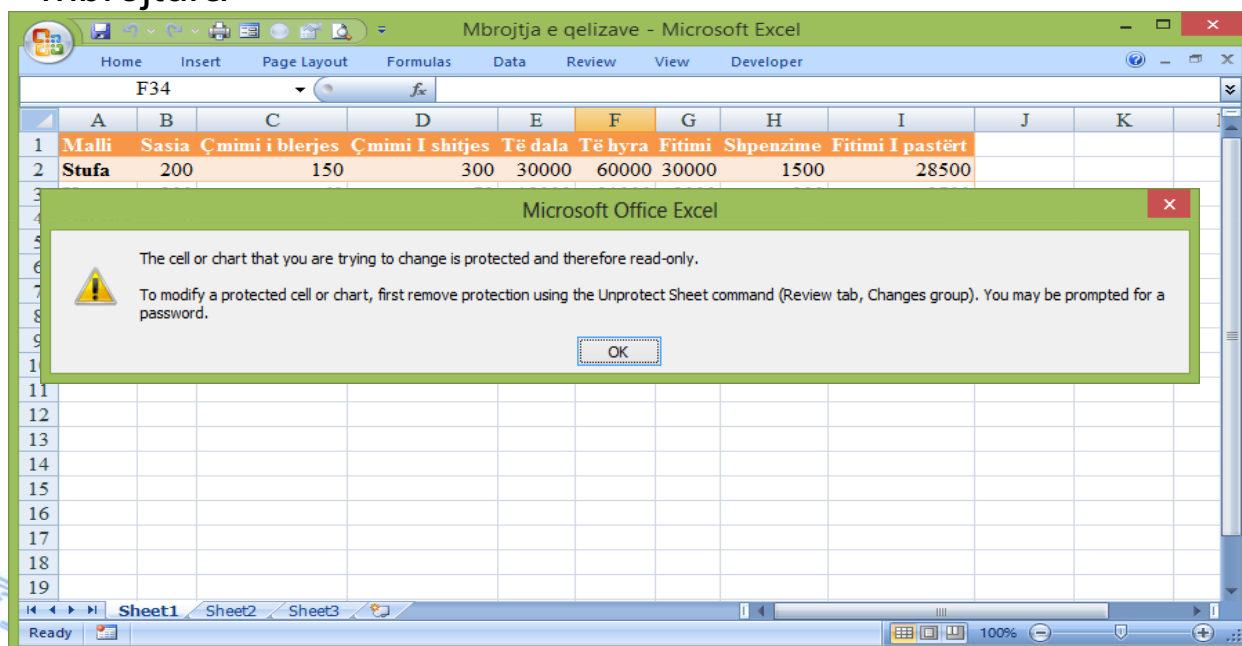 Mbrojtja e qelizave - Microsoft Excel
Home Insert Page Layout Formulas Data Review View Developer
F34 fx
A B C D E F G H I J K
1 Malli Sasia Çmimi i blerjes Çmimi I shitjes Të dala Të hyra Fitimi Shpenzime Fitimi I pastërt
2 Stufa 200 150 300 30000 60000 30000 1500 28500
Microsoft Office Excel
The cell or chart that you are trying to change is protected and therefore read-only.
To modify a protected cell or chart, first remove protection using the Unprotect Sheet command (Review tab, Changes group). You may be prompted for a
password.
OK
11
12
13
14
15
16
17
18
19
Sheet1 Sheet2 Sheet3
Ready 100%